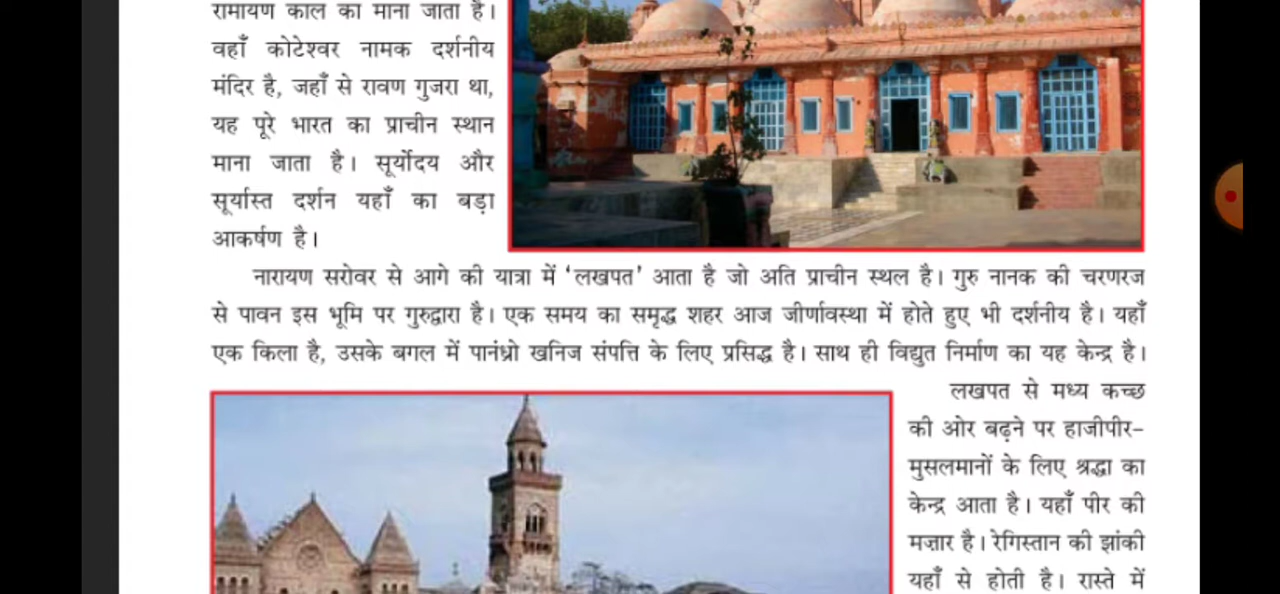 रामायण काल का माना जाता है।
वहाँ कोटेश्वर नामक दर्शनीय
मंदिर है, जहाँ से रावण गुजरा था,
यह पूरे भारत का प्राचीन स्थान
माना जाता है। सूर्योदय और
सूर्यास्त दर्शन यहाँ का बड़ा
आकर्षण है।
नारायण सरोवर से आगे की यात्रा में ‘लखपत’ आता है जो अति प्राचीन स्थल है। गुरु नानक की चरणरज
से पावन इस भूमि पर गुरुद्वारा है। एक समय का समृद्ध शहर आज जीर्णावस्था में होते हुए भी दर्शनीय है। यहाँ
एक किला है, उसके बगल में पानंध्रो खनिज संपत्ति के लिए प्रसिद्ध है। साथ ही विद्युत निर्माण का यह केन्द्र है।
लखपत से मध्य कच्छ
की ओर बढ़ने पर हाजीपीर-
मुसलमानों के लिए श्रद्धा का
केन्द्र आता है। यहाँ पीर की
मज़ार है। रेगिस्तान की झांकी
यहाँ से होती है। रास्ते में